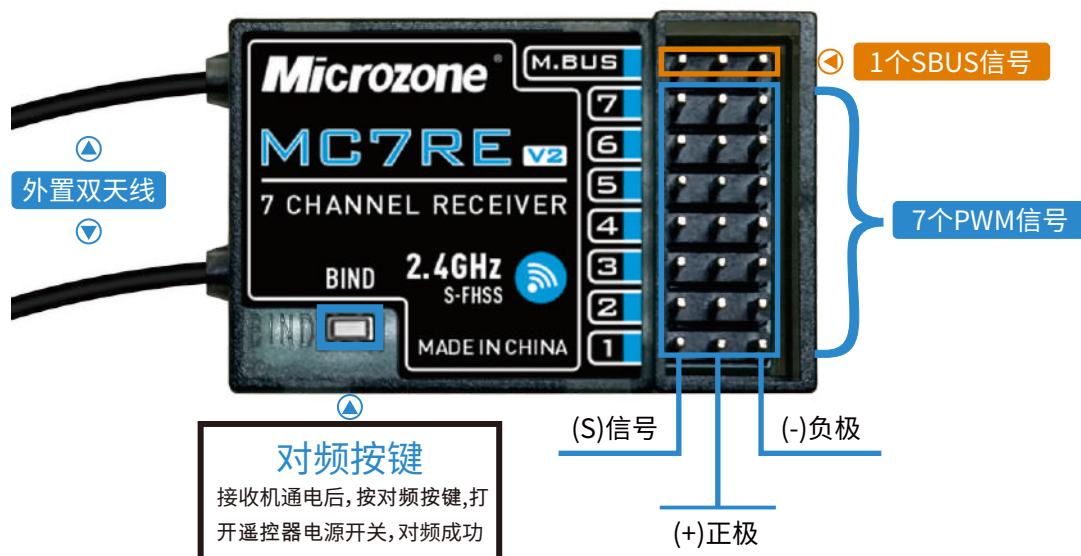 Microzone®
M.BUS
1个SBUS信号
7
MC7RE V2
6
外置双天线
5
7 CHANNEL RECEIVER
7个PWM信号
4
BIND
2.4GHz
S-FHSS
3
2
BIND
MADE IN CHINA
1
(S)信号
(-)负极
(+)正极
对频按键
接收机通电后，按对频按键,打
开遥控器电源开关，对频成功